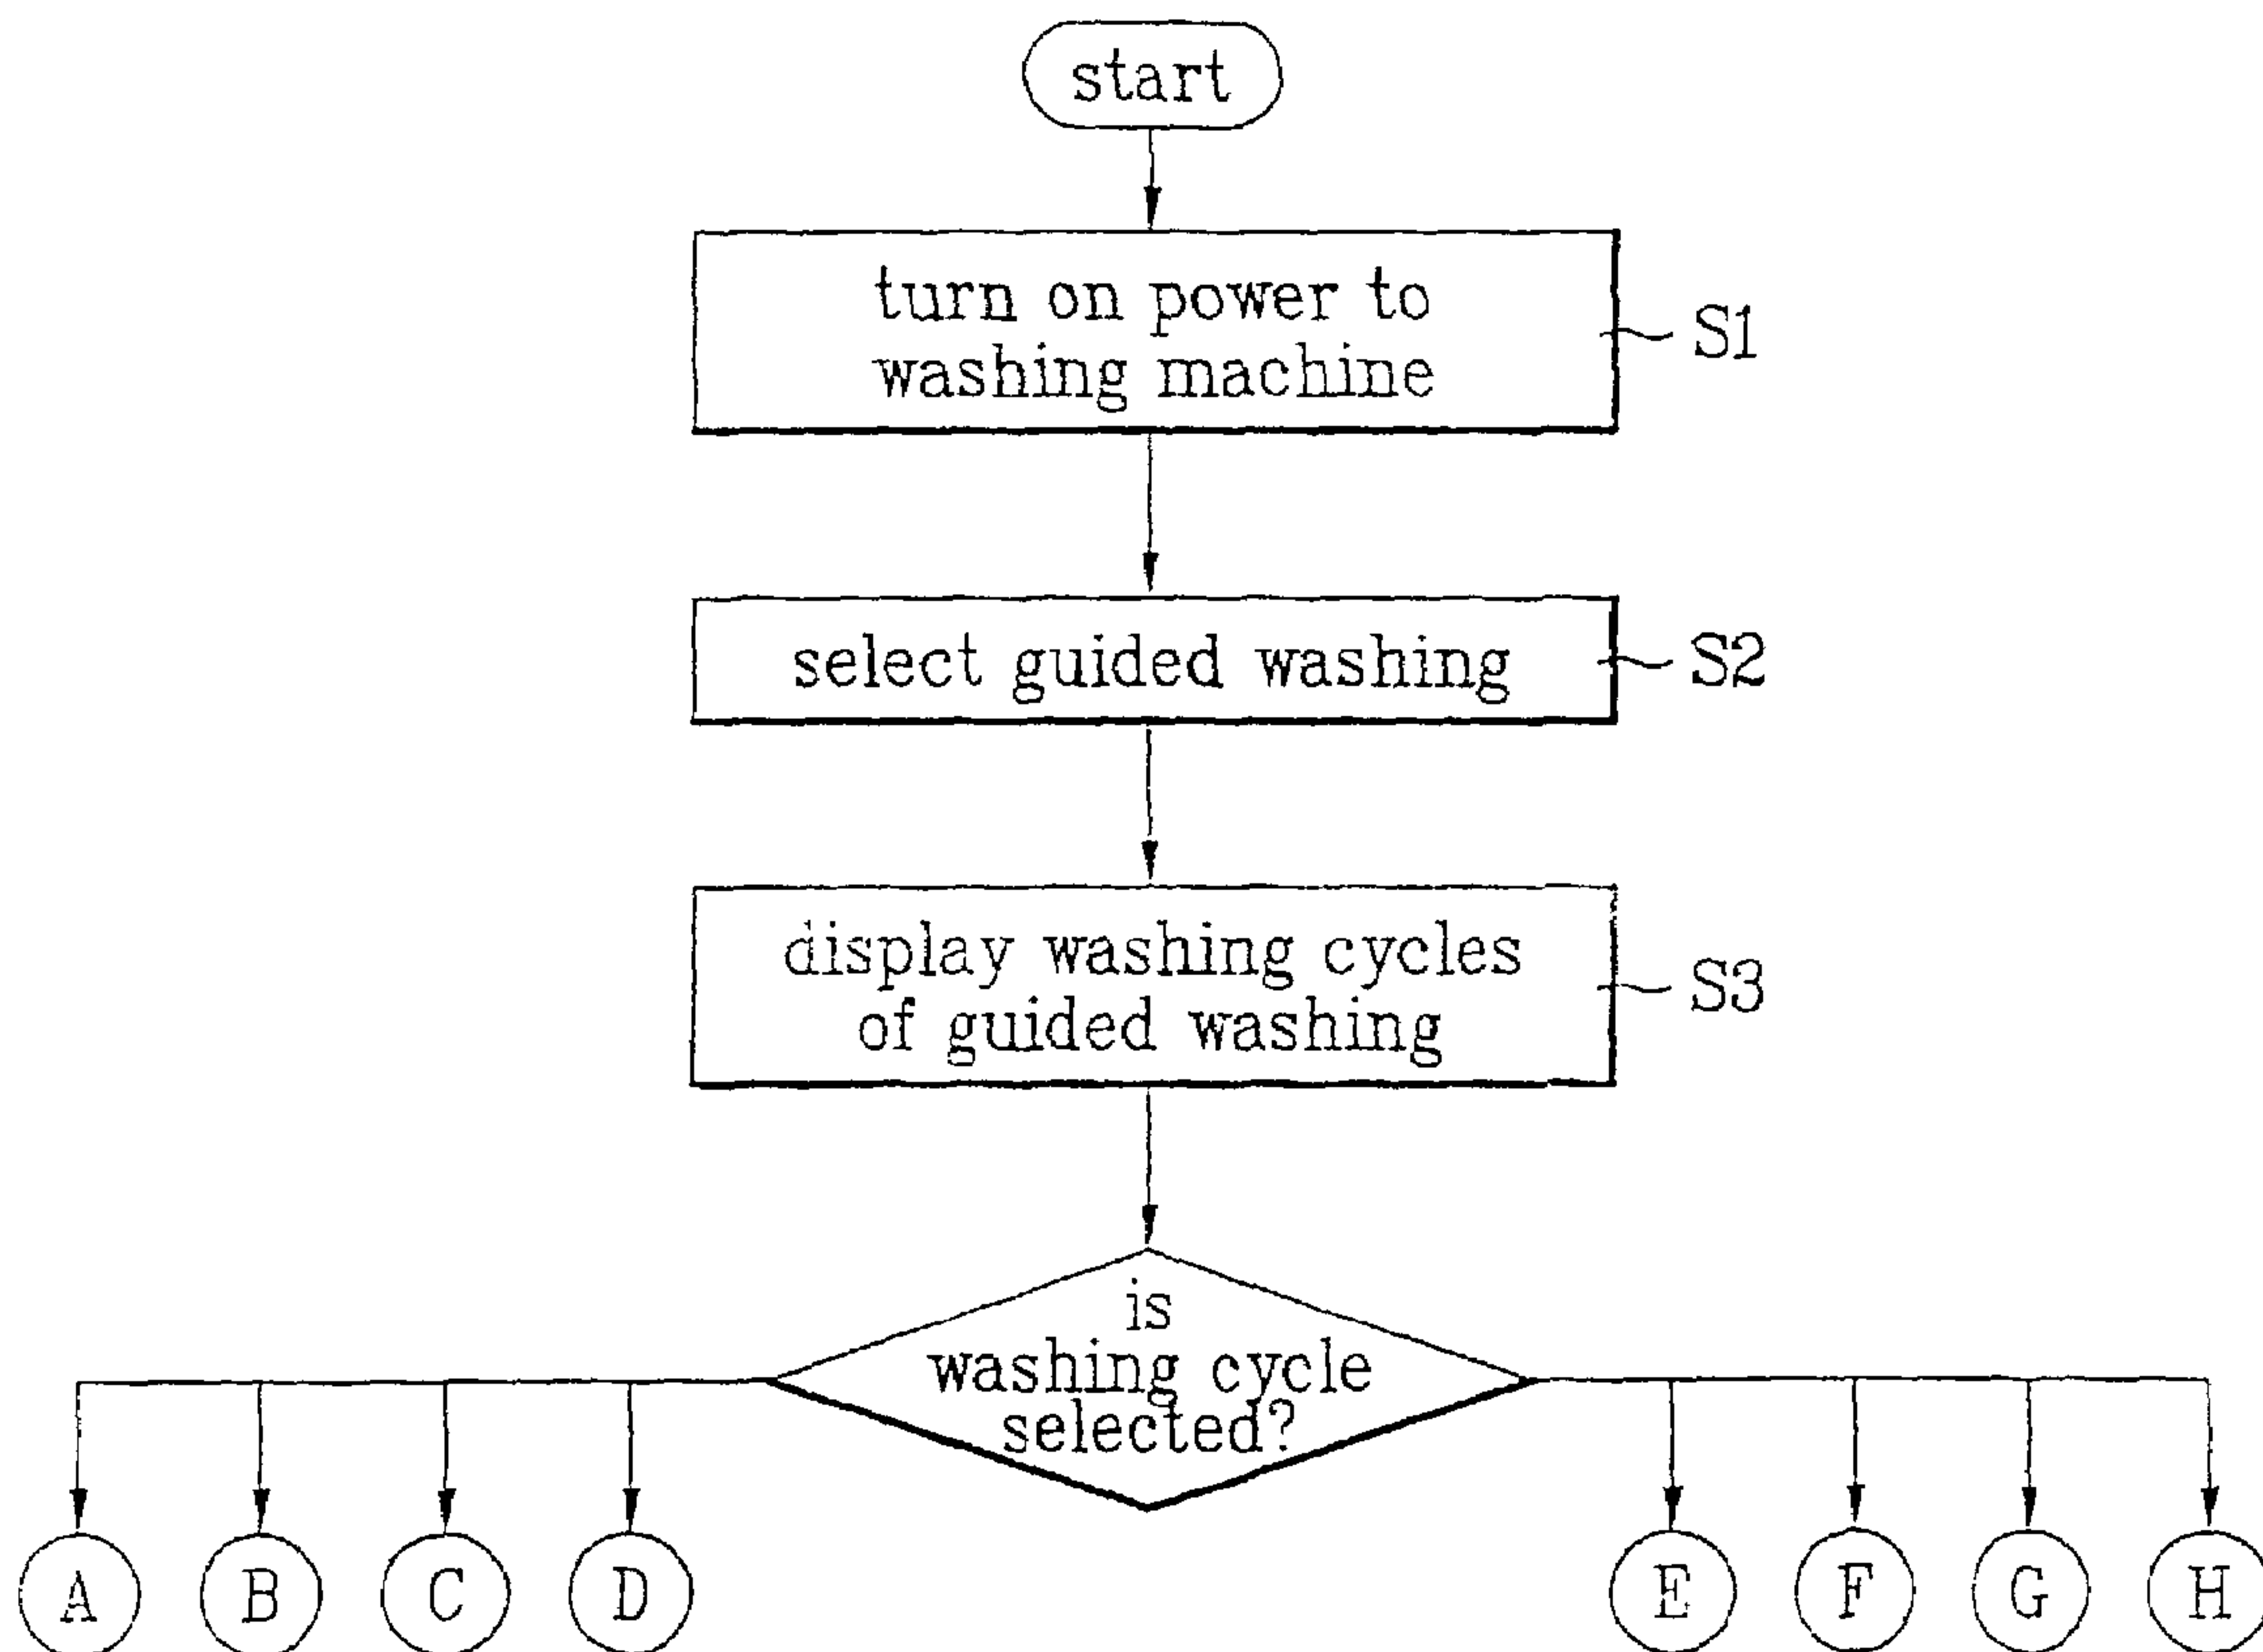 start
turn on power to
washing machine
S1
select guided washing
S2
display washing cycles
of guided washing
S3
is
washing cycle
selected?
A
B
C
D
E
F
G
H